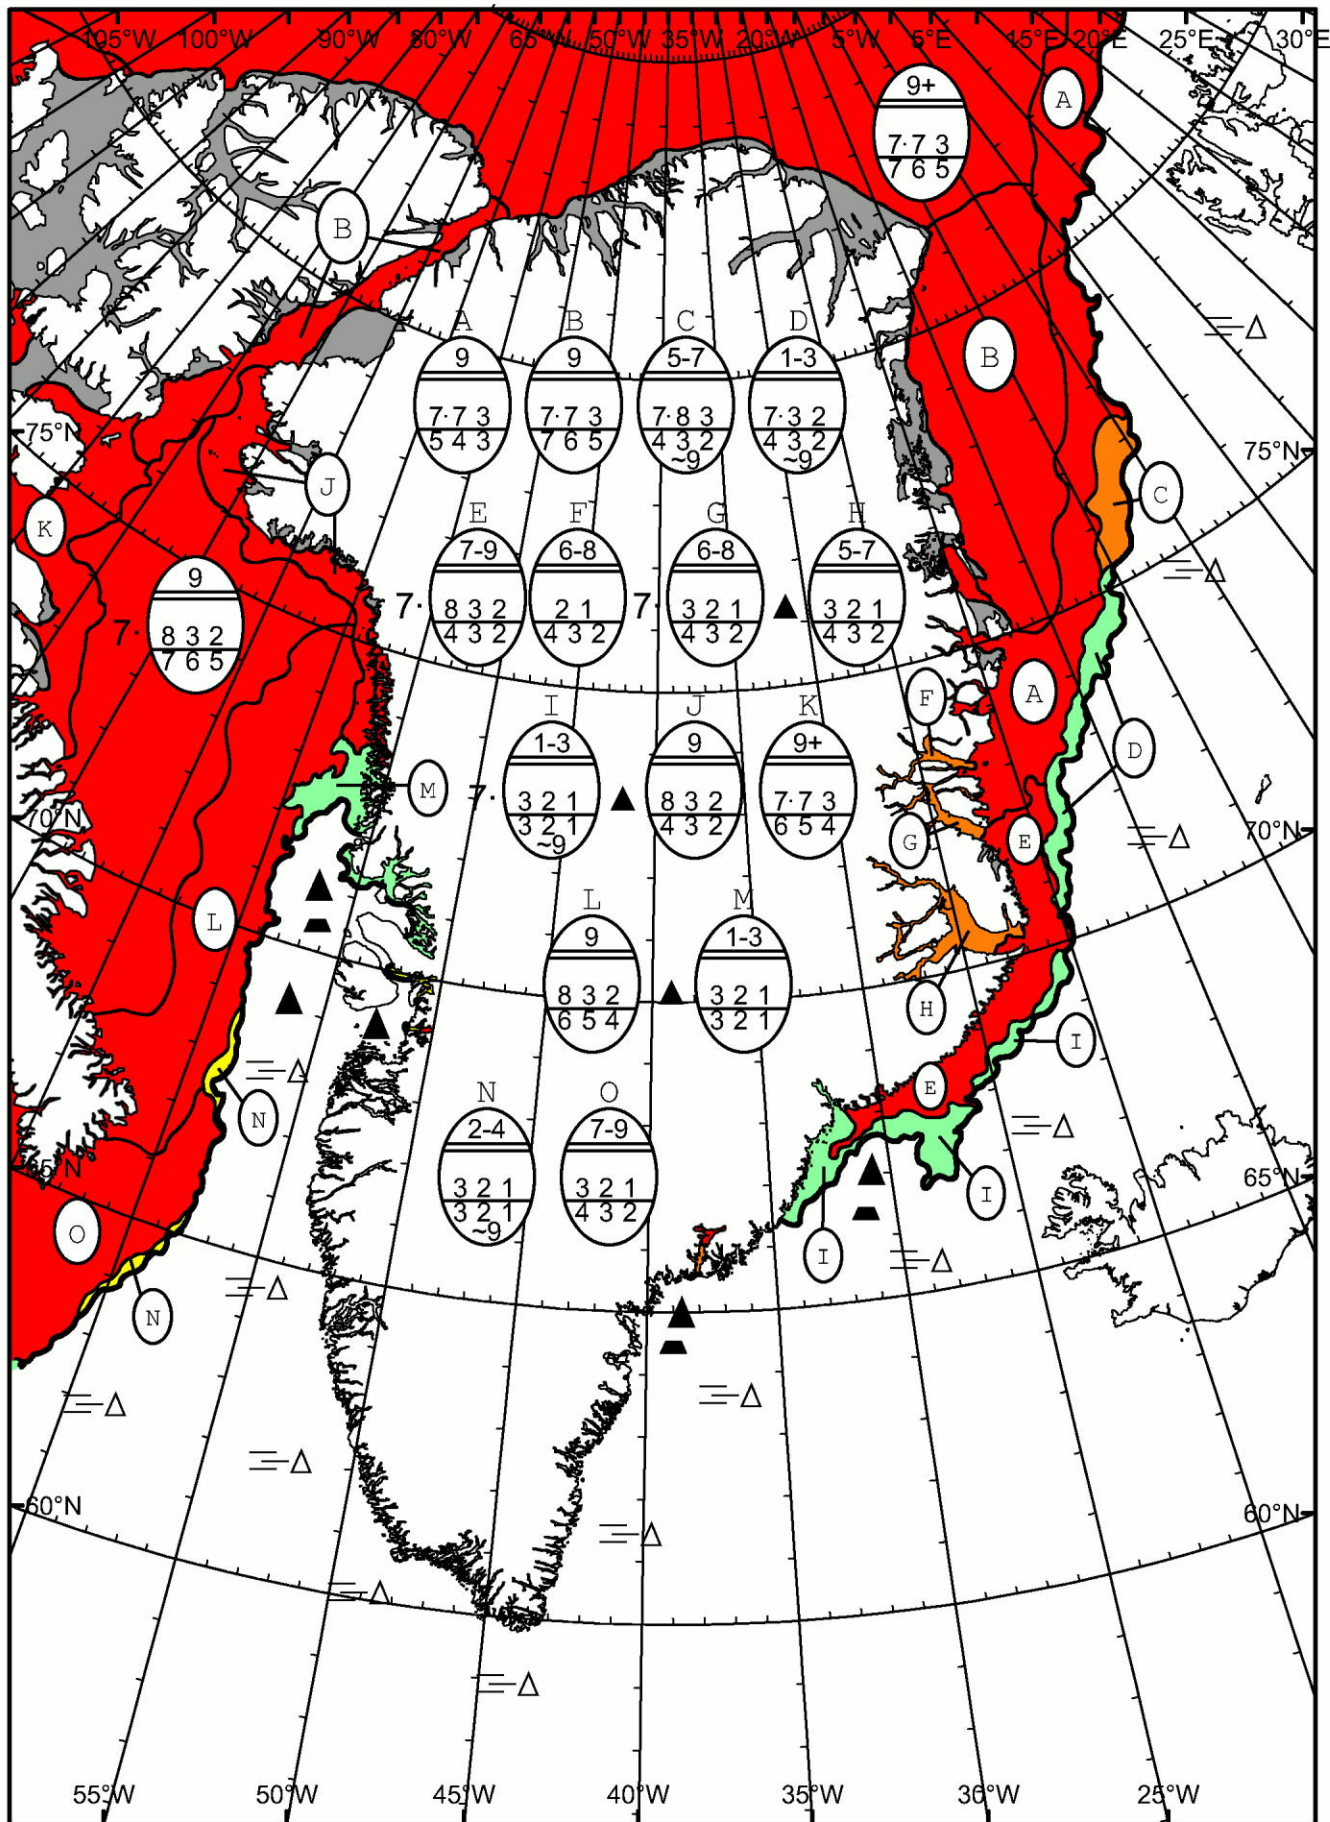 105°W 100°W 90°W 80°W 65°W 50°W 35°W 20°W 5°W 5°E 15°E 20°E 25°E 30°E
9+
7·7 3
7 6 5
A
B
A B C D
9 9 5-7 1-3
7·7 3 7·7 3 7·8 3 7·3 2
5 4 3 7 6 5 4 3 2 4 3 2
~9 ~9
B
75°N 75°N
J
K
C
E F G H
7-9 6-8 6-8 5-7
7· 8 3 2 2 1 7· 3 2 1 ▲ 3 2 1
4 3 2 4 3 2 4 3 2 4 3 2
9
7· 8 3 2
7 6 5
F A
D
I J K
1-3 9 9+
7· 3 2 1 ▲ 8 3 2 7·7 3
3 2 1 4 3 2 6 5 4
~9
M
70°N 70°N
G E
L
L M
9 1-3
8 3 2 ▲ 3 2 1
6 5 4 3 2 1
H
I
E
N
N O
2-4 7-9
3 2 1 3 2 1
3 2 1 4 3 2
~9
65°N 65°N
I
O
I
N
60°N 60°N
55°W 50°W 45°W 40°W 35°W 30°W 25°W